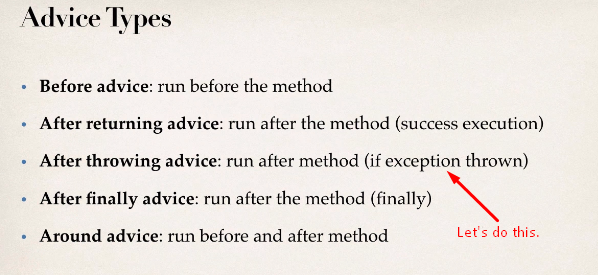 Advice Types
• Before advice: run before the method
• After returning advice: run after the method (success execution)
• After throwing advice: run after method (if exception thrown)
• After finally advice: run after the method (finally)
• Around advice: run before and after method
Let's do this.